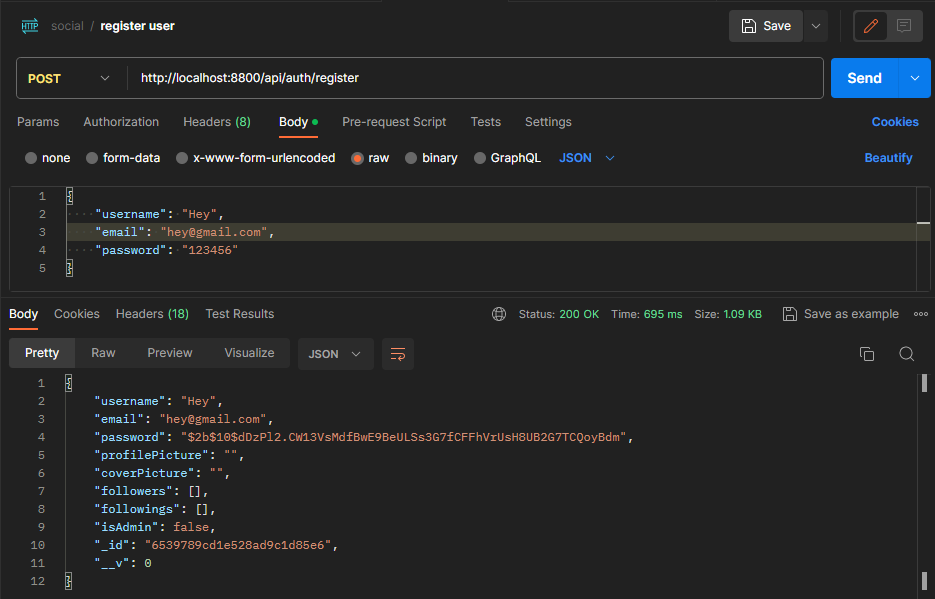 HTTP social / register user Save
POST http://localhost:8800/api/auth/register Send
Params Authorization Headers (8) Body Pre-request Script Tests Settings Cookies
none form-data x-www-form-urlencoded raw binary GraphQL JSON Beautify
1 {
2 "username": "Hey",
3 "email": "hey@gmail.com",
4 "password": "123456"
5 }
Body Cookies Headers (18) Test Results Status: 200 OK Time: 695 ms Size: 1.09 KB Save as example
Pretty Raw Preview Visualize JSON
1 {
2 "username": "Hey",
3 "email": "hey@gmail.com",
4 "password": "$2b$10$dDzPl2.CW13VsMdfBwE9BeULSs3G7fCFFhVrUsH8UB2G7TCQoyBdm",
5 "profilePicture": "",
6 "coverPicture": "",
7 "followers": [],
8 "followings": [],
9 "isAdmin": false,
10 "_id": "6539789cd1e528ad9c1d85e6",
11 "__v": 0
12 }